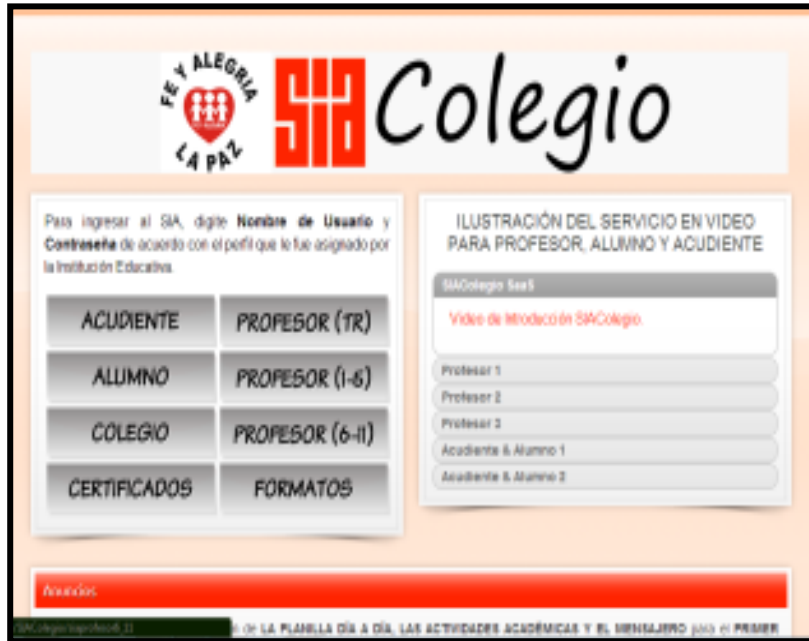 FE Y ALEGRIA
LA PAZ
SIA Colegio
Para ingresar al SIA, digite Nombre de Usuario y
Contraseña de acuerdo con el perfil que le fue asignado por
la Institución Educativa.
ACUDIENTE
PROFESOR (TR)
ALUMNO
PROFESOR (1-5)
COLEGIO
PROFESOR (6-11)
CERTIFICADOS
FORMATOS
ILUSTRACIÓN DEL SERVICIO EN VIDEO
PARA PROFESOR, ALUMNO Y ACUDIENTE
SIAColegio SaaS
Video de Introducción SIAColegio.
Profesor 1
Profesor 2
Profesor 3
Acudiente & Alumno 1
Acudiente & Alumno 2
Anuncios
de LA PLANILLA DÍA A DÍA, LAS ACTIVIDADES ACADÉMICAS Y EL MENSAJERO para el PRIMER